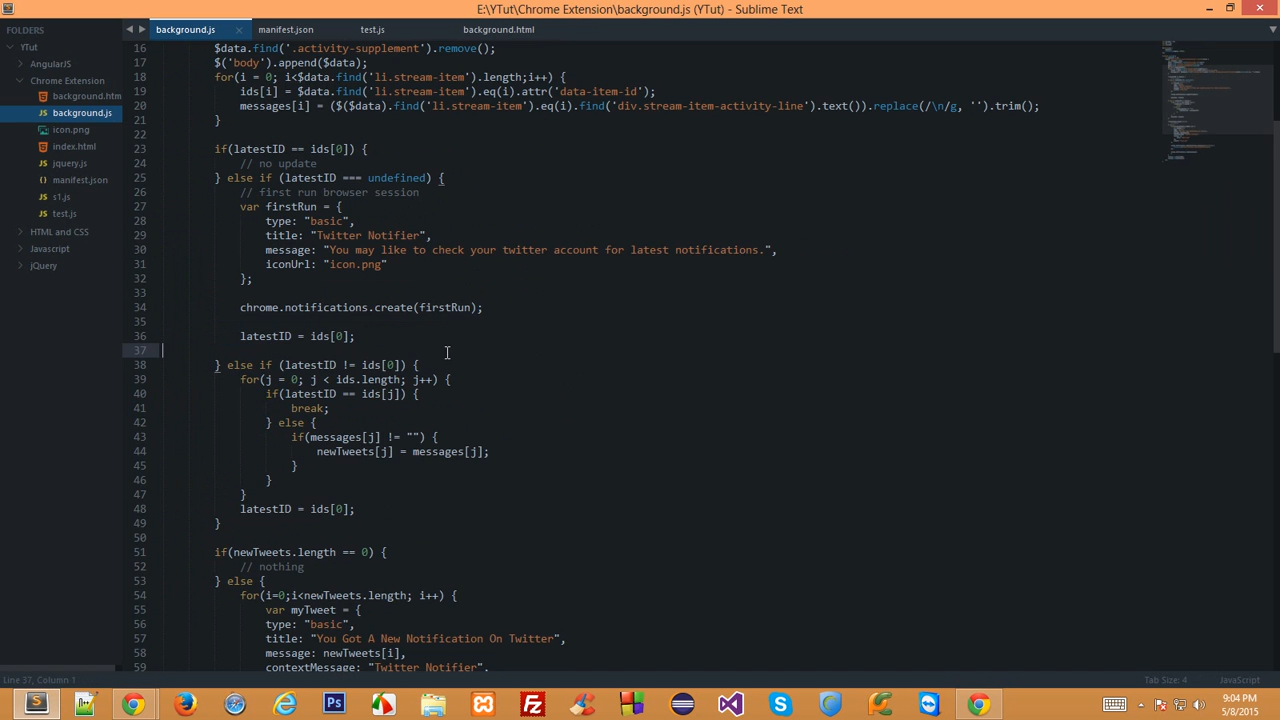 E:\YTut\Chrome Extension\background.js (YTut) - Sublime Text
FOLDERS
YTut
AngularJS
Chrome Extension
background.htm
background.js
icon.png
index.html
jquery.js
manifest.json
s1.js
test.js
HTML and CSS
Javascript
jQuery
background.js
manifest.json
test.js
background.html
16 $data.find('.activity-supplement').remove();
17 $('body').append($data);
18 for(i = 0; i<$data.find('li.stream-item').length;i++) {
19 ids[i] = $data.find('li.stream-item').eq(i).attr('data-item-id');
20 messages[i] = ($($data).find('li.stream-item').eq(i).find('div.stream-item-activity-line').text()).replace(/\n/g, '').trim();
21 }
22
23 if(latestID == ids[0]) {
24 // no update
25 } else if (latestID === undefined) {
26 // first run browser session
27 var firstRun = {
28 type: "basic",
29 title: "Twitter Notifier",
30 message: "You may like to check your twitter account for latest notifications.",
31 iconUrl: "icon.png"
32 };
33
34 chrome.notifications.create(firstRun);
35
36 latestID = ids[0];
37
38 } else if (latestID != ids[0]) {
39 for(j = 0; j < ids.length; j++) {
40 if(latestID == ids[j]) {
41 break;
42 } else {
43 if(messages[j] != "") {
44 newTweets[j] = messages[j];
45 }
46 }
47 }
48 latestID = ids[0];
49 }
50
51 if(newTweets.length == 0) {
52 // nothing
53 } else {
54 for(i=0;i<newTweets.length; i++) {
55 var myTweet = {
56 type: "basic",
57 title: "You Got A New Notification On Twitter",
58 message: newTweets[i],
59 contextMessage: "Twitter Notifier",
Line 37, Column 1
Tab Size: 4
JavaScript
9:04 PM
5/8/2015